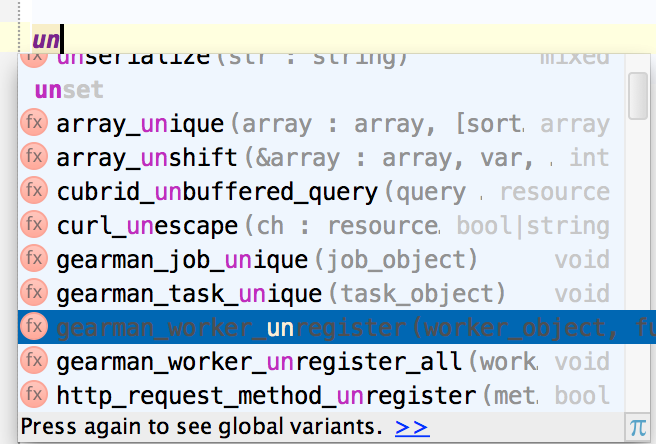 un
fx unserialize(str : string) mixed
unset
fx array_unique(array : array, [sort. array
fx array_unshift(&array : array, var, . int
fx cubrid_unbuffered_query(query . resource
fx curl_unescape(ch : resource. bool|string
fx gearman_job_unique(job_object) void
fx gearman_task_unique(task_object) void
fx gearman_worker_unregister(worker_object, fu
fx gearman_worker_unregister_all(work. void
fx http_request_method_unregister(met. bool
Press again to see global variants. >> π